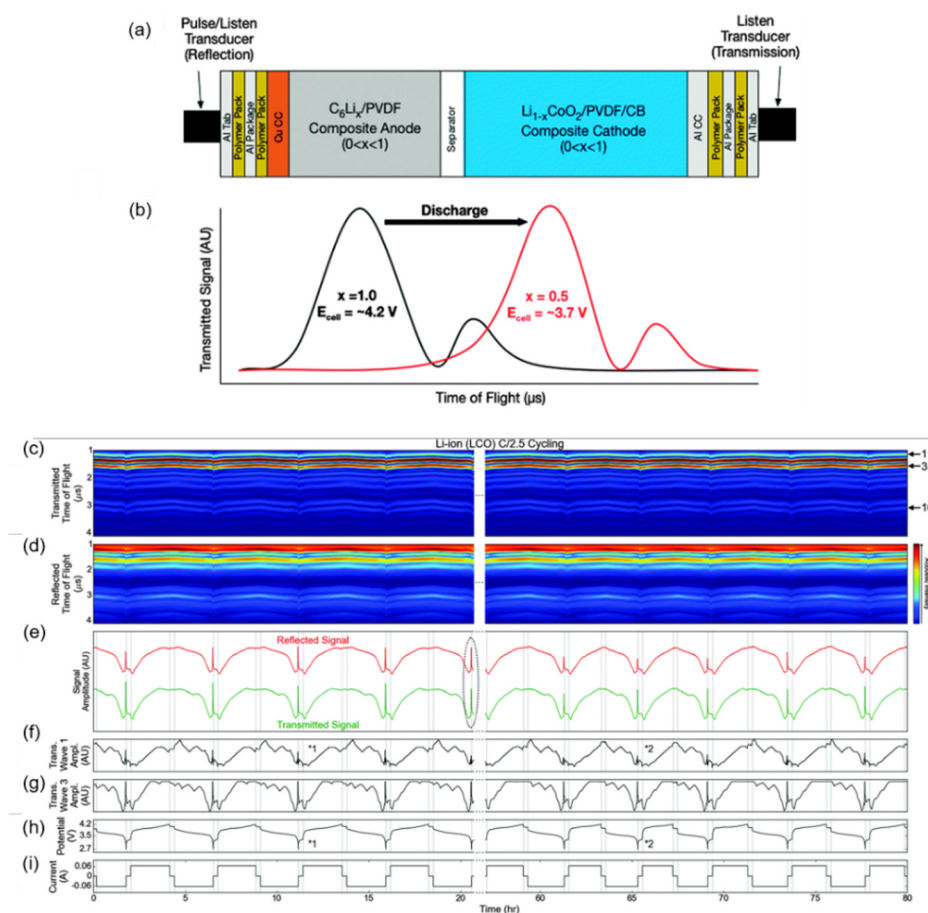 (a)
Pulse/Listen
Transducer
(Reflection)
Listen
Transducer
(Transmission)
Al Tab
Polymer Pack
Al Package
Polymer Pack
Cu CC
C₆Liₓ/PVDF
Composite Anode
(0<x<1)
Separator
Li₁₋ₓCoO₂/PVDF/CB
Composite Cathode
(0<x<1)
Al CC
Polymer Pack
Al Package
Polymer Pack
Al Tab
(b)
Transmitted Signal (AU)
Discharge
x =1.0
E_cell = ~4.2 V
x = 0.5
E_cell = ~3.7 V
Time of Flight (μs)
Li-ion (LCO) C/2.5 Cycling
(c)
Transmitted
Time of Flight
(μs)
1
2
3
4
1
3
10
(d)
Reflected
Time of Flight
(μs)
1
2
3
4
(e)
Signal
Amplitude (AU)
Reflected Signal
Transmitted Signal
(f)
Trans.
Wave 1
Ampl.
(AU)
*1
*2
(g)
Trans.
Wave 3
Ampl.
(AU)
(h)
Potential
(V)
4.2
3.5
2.7
*1
*2
(i)
Current
(A)
0.06
0
-0.06
0
5
10
15
20
60
65
70
75
80
Time (hr)